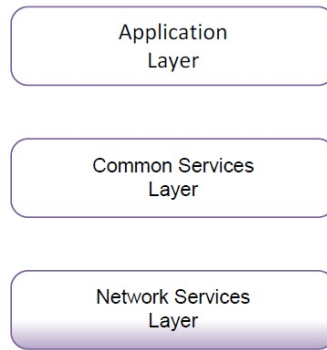 Application
Layer
Common Services
Layer
Network Services
Layer